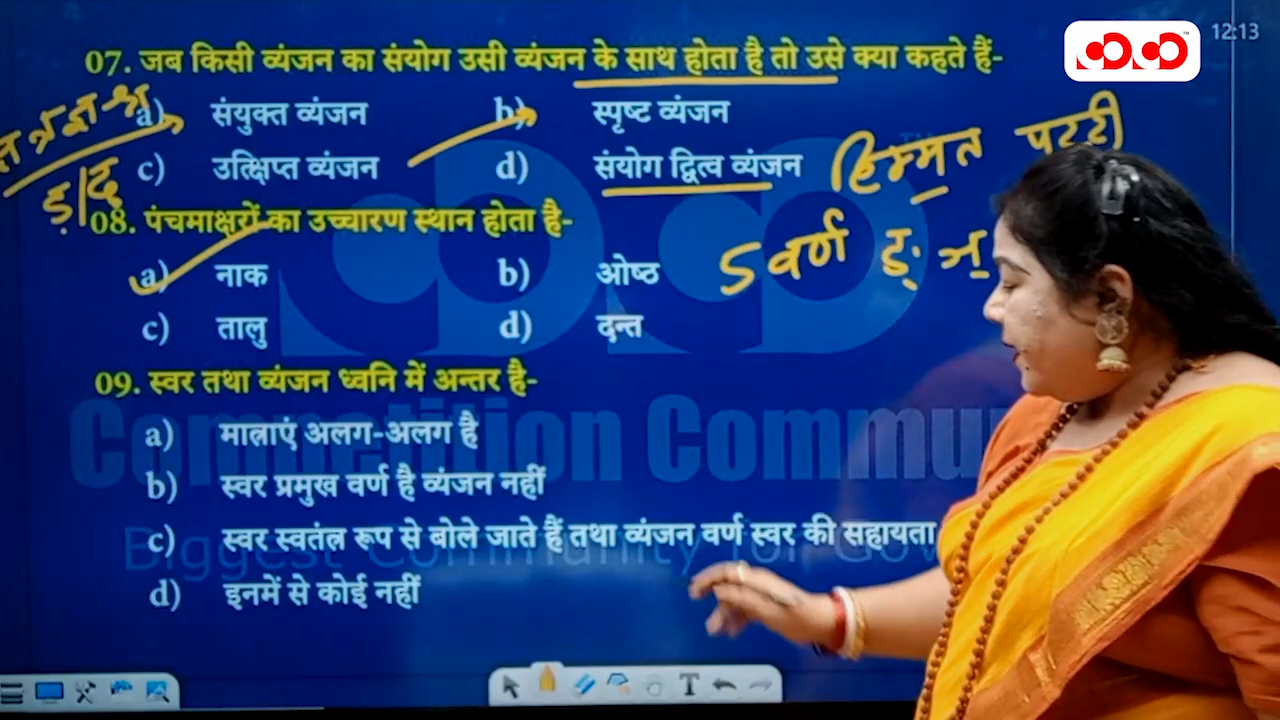 12:13
07. जब किसी व्यंजन का संयोग उसी व्यंजन के साथ होता है तो उसे क्या कहते हैं-
a) संयुक्त व्यंजन b) स्पृष्ट व्यंजन
c) उत्क्षिप्त व्यंजन d) संयोग द्वित्व व्यंजन
हिम्मत पट्टी
08. पंचमाक्षरों का उच्चारण स्थान होता है-
5 वर्ण ङ् ञ्
a) नाक b) ओष्ठ
c) तालु d) दन्त
09. स्वर तथा व्यंजन ध्वनि में अन्तर है-
a) मात्राएं अलग-अलग है
b) स्वर प्रमुख वर्ण है व्यंजन नहीं
c) स्वर स्वतंत्र रूप से बोले जाते हैं तथा व्यंजन वर्ण स्वर की सहायता
d) इनमें से कोई नहीं
Competition Commu
Biggest Community for Gov
T